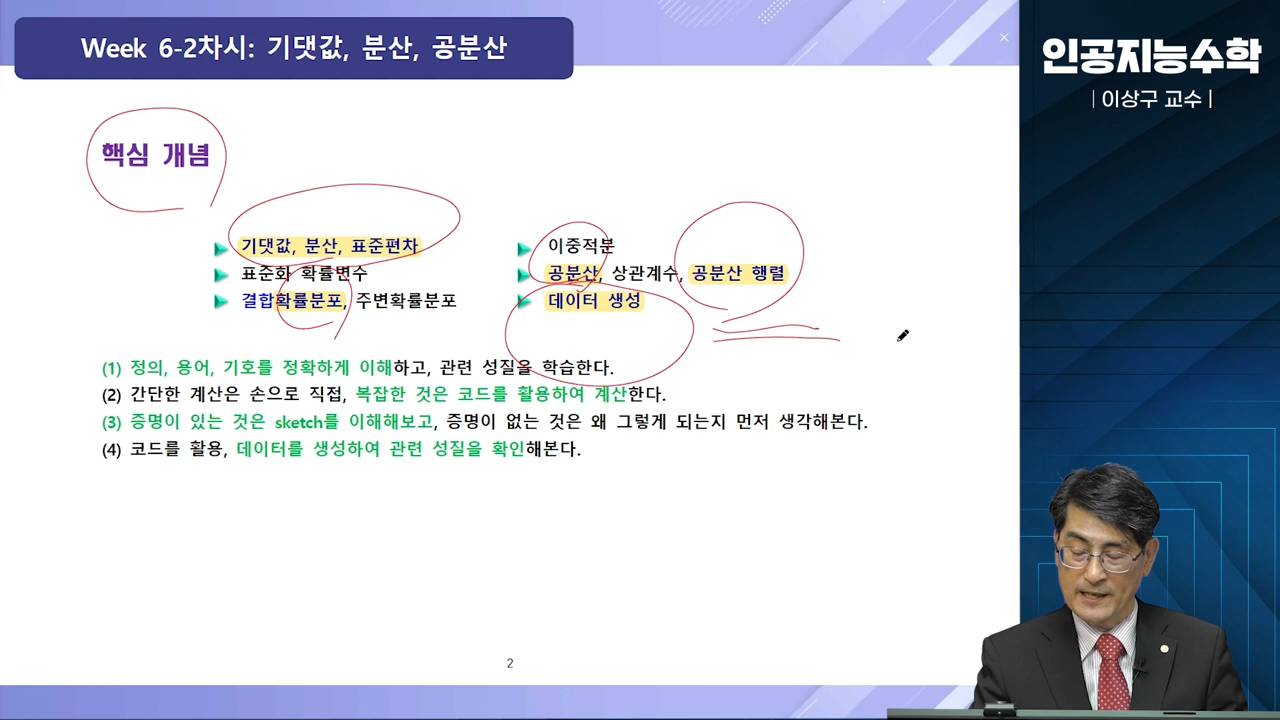 Week 6-2차시: 기댓값, 분산, 공분산
인공지능수학
| 이상구 교수 |
핵심 개념
기댓값, 분산, 표준편차
표준화 확률변수
결합확률분포, 주변확률분포
이중적분
공분산, 상관계수, 공분산 행렬
데이터 생성
(1) 정의, 용어, 기호를 정확하게 이해하고, 관련 성질을 학습한다.
(2) 간단한 계산은 손으로 직접, 복잡한 것은 코드를 활용하여 계산한다.
(3) 증명이 있는 것은 sketch를 이해해보고, 증명이 없는 것은 왜 그렇게 되는지 먼저 생각해본다.
(4) 코드를 활용, 데이터를 생성하여 관련 성질을 확인해본다.
2